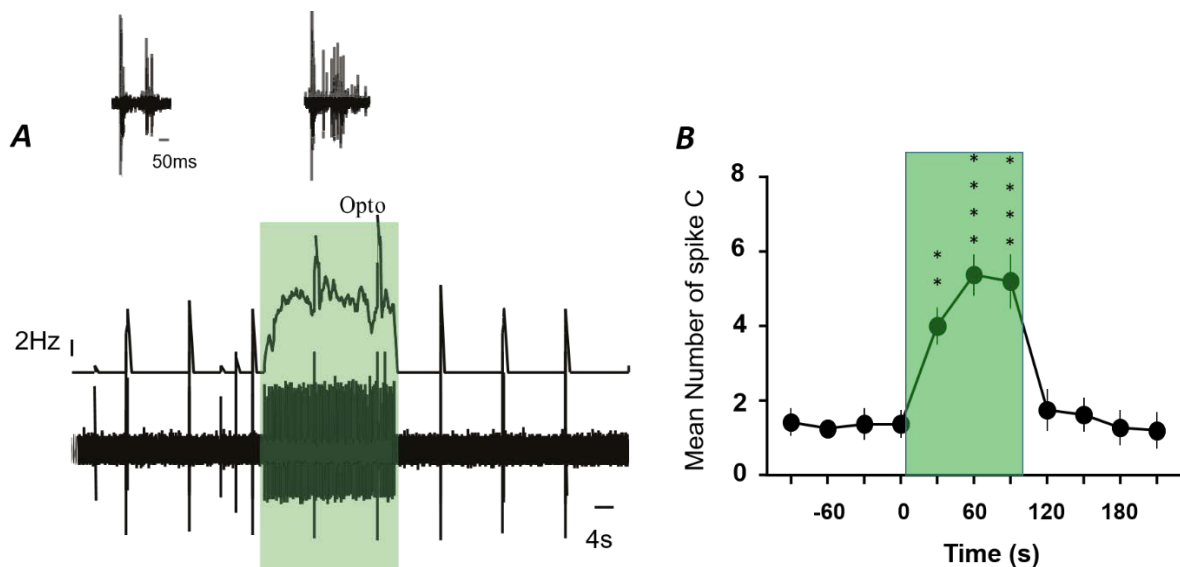 A
50ms
Opto
2Hz
4s
B
Mean Number of spike C
8
6
4
2
0
* *
* * * *
* * * *
-60 0 60 120 180
Time (s)